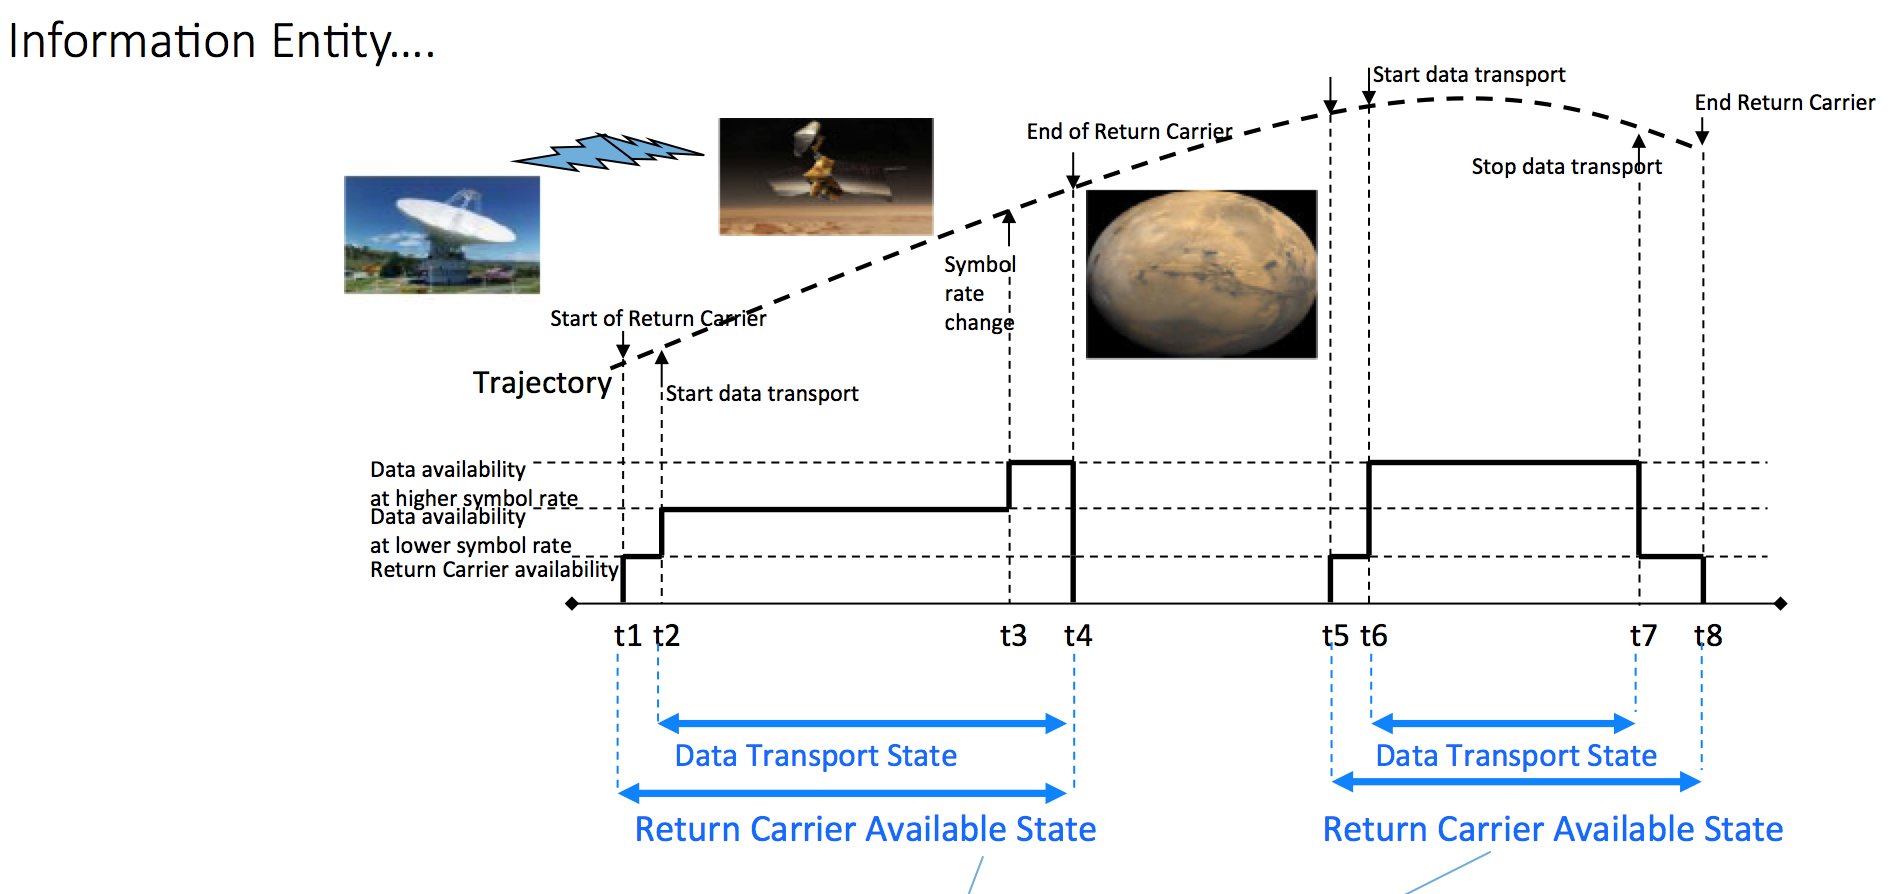 Information Entity....
Start data transport
End Return Carrier
End of Return Carrier
Stop data transport
Symbol
rate
change
Start of Return Carrier
Trajectory
Start data transport
Data availability
at higher symbol rate
Data availability
at lower symbol rate
Return Carrier availability
t1 t2 t3 t4 t5 t6 t7 t8
Data Transport State
Data Transport State
Return Carrier Available State
Return Carrier Available State